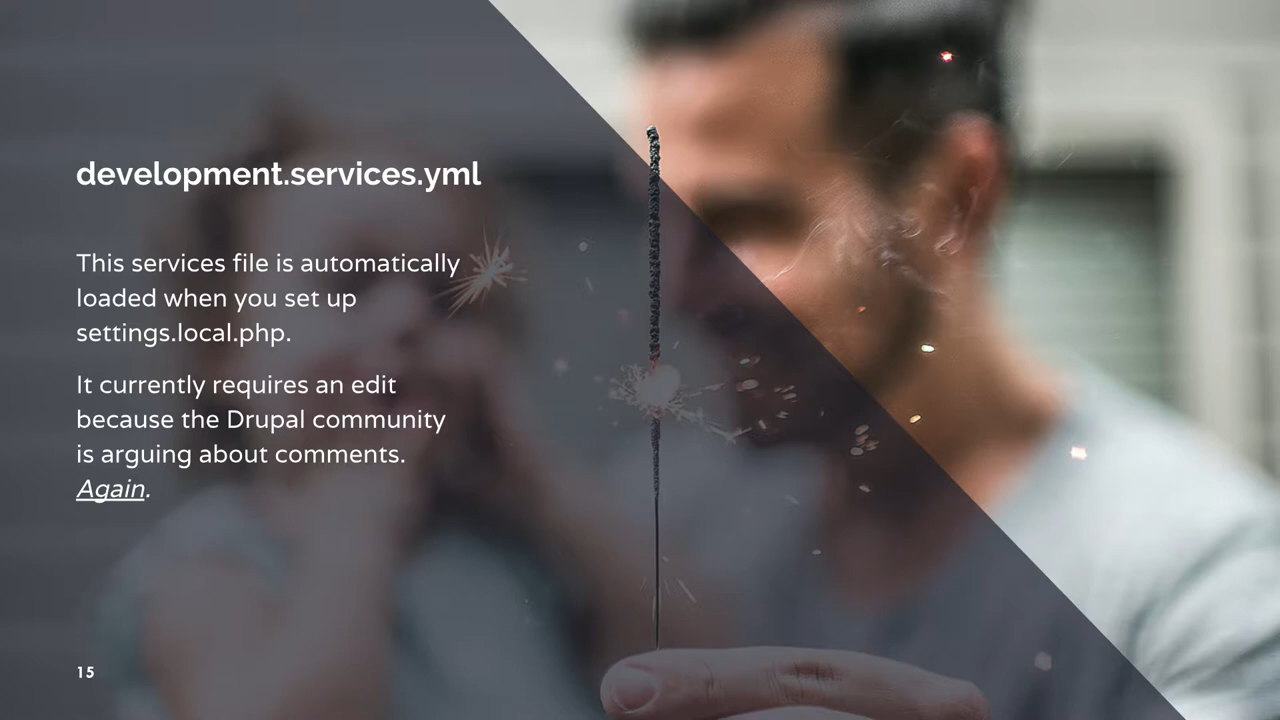 development.services.yml
This services file is automatically
loaded when you set up
settings.local.php.
It currently requires an edit
because the Drupal community
is arguing about comments.
Again.
15